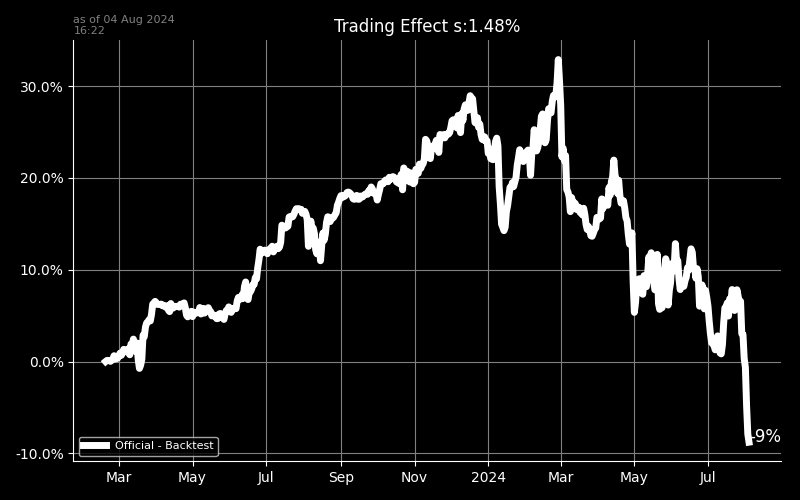 as of 04 Aug 2024
16:22
Trading Effect s:1.48%
30.0%
20.0%
10.0%
0.0%
-10.0%
-9%
Official - Backtest
Mar May Jul Sep Nov 2024 Mar May Jul